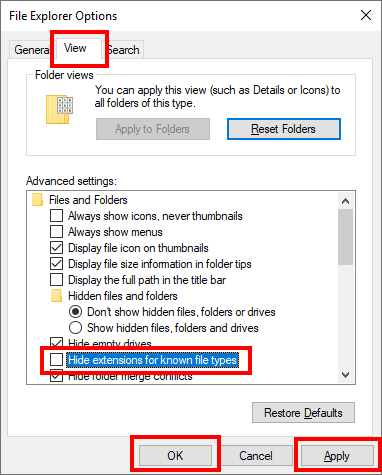 File Explorer Options
General View Search
Folder views
You can apply this view (such as Details or Icons) to
all folders of this type.
Apply to Folders Reset Folders
Advanced settings:
Files and Folders
Always show icons, never thumbnails
Always show menus
Display file icon on thumbnails
Display file size information in folder tips
Display the full path in the title bar
Hidden files and folders
Don't show hidden files, folders or drives
Show hidden files, folders and drives
Hide empty drives
Hide extensions for known file types
Hide folder merge conflicts
Restore Defaults
OK Cancel Apply